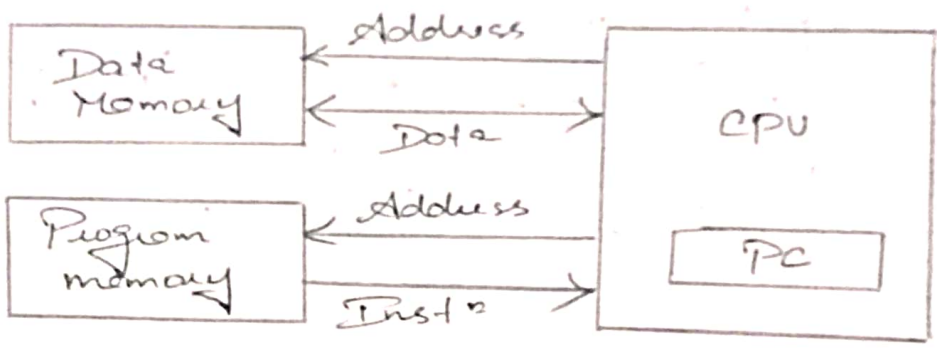 Address
Data
Memory
Data
CPU
Address
Program
memory
PC
Instⁿ